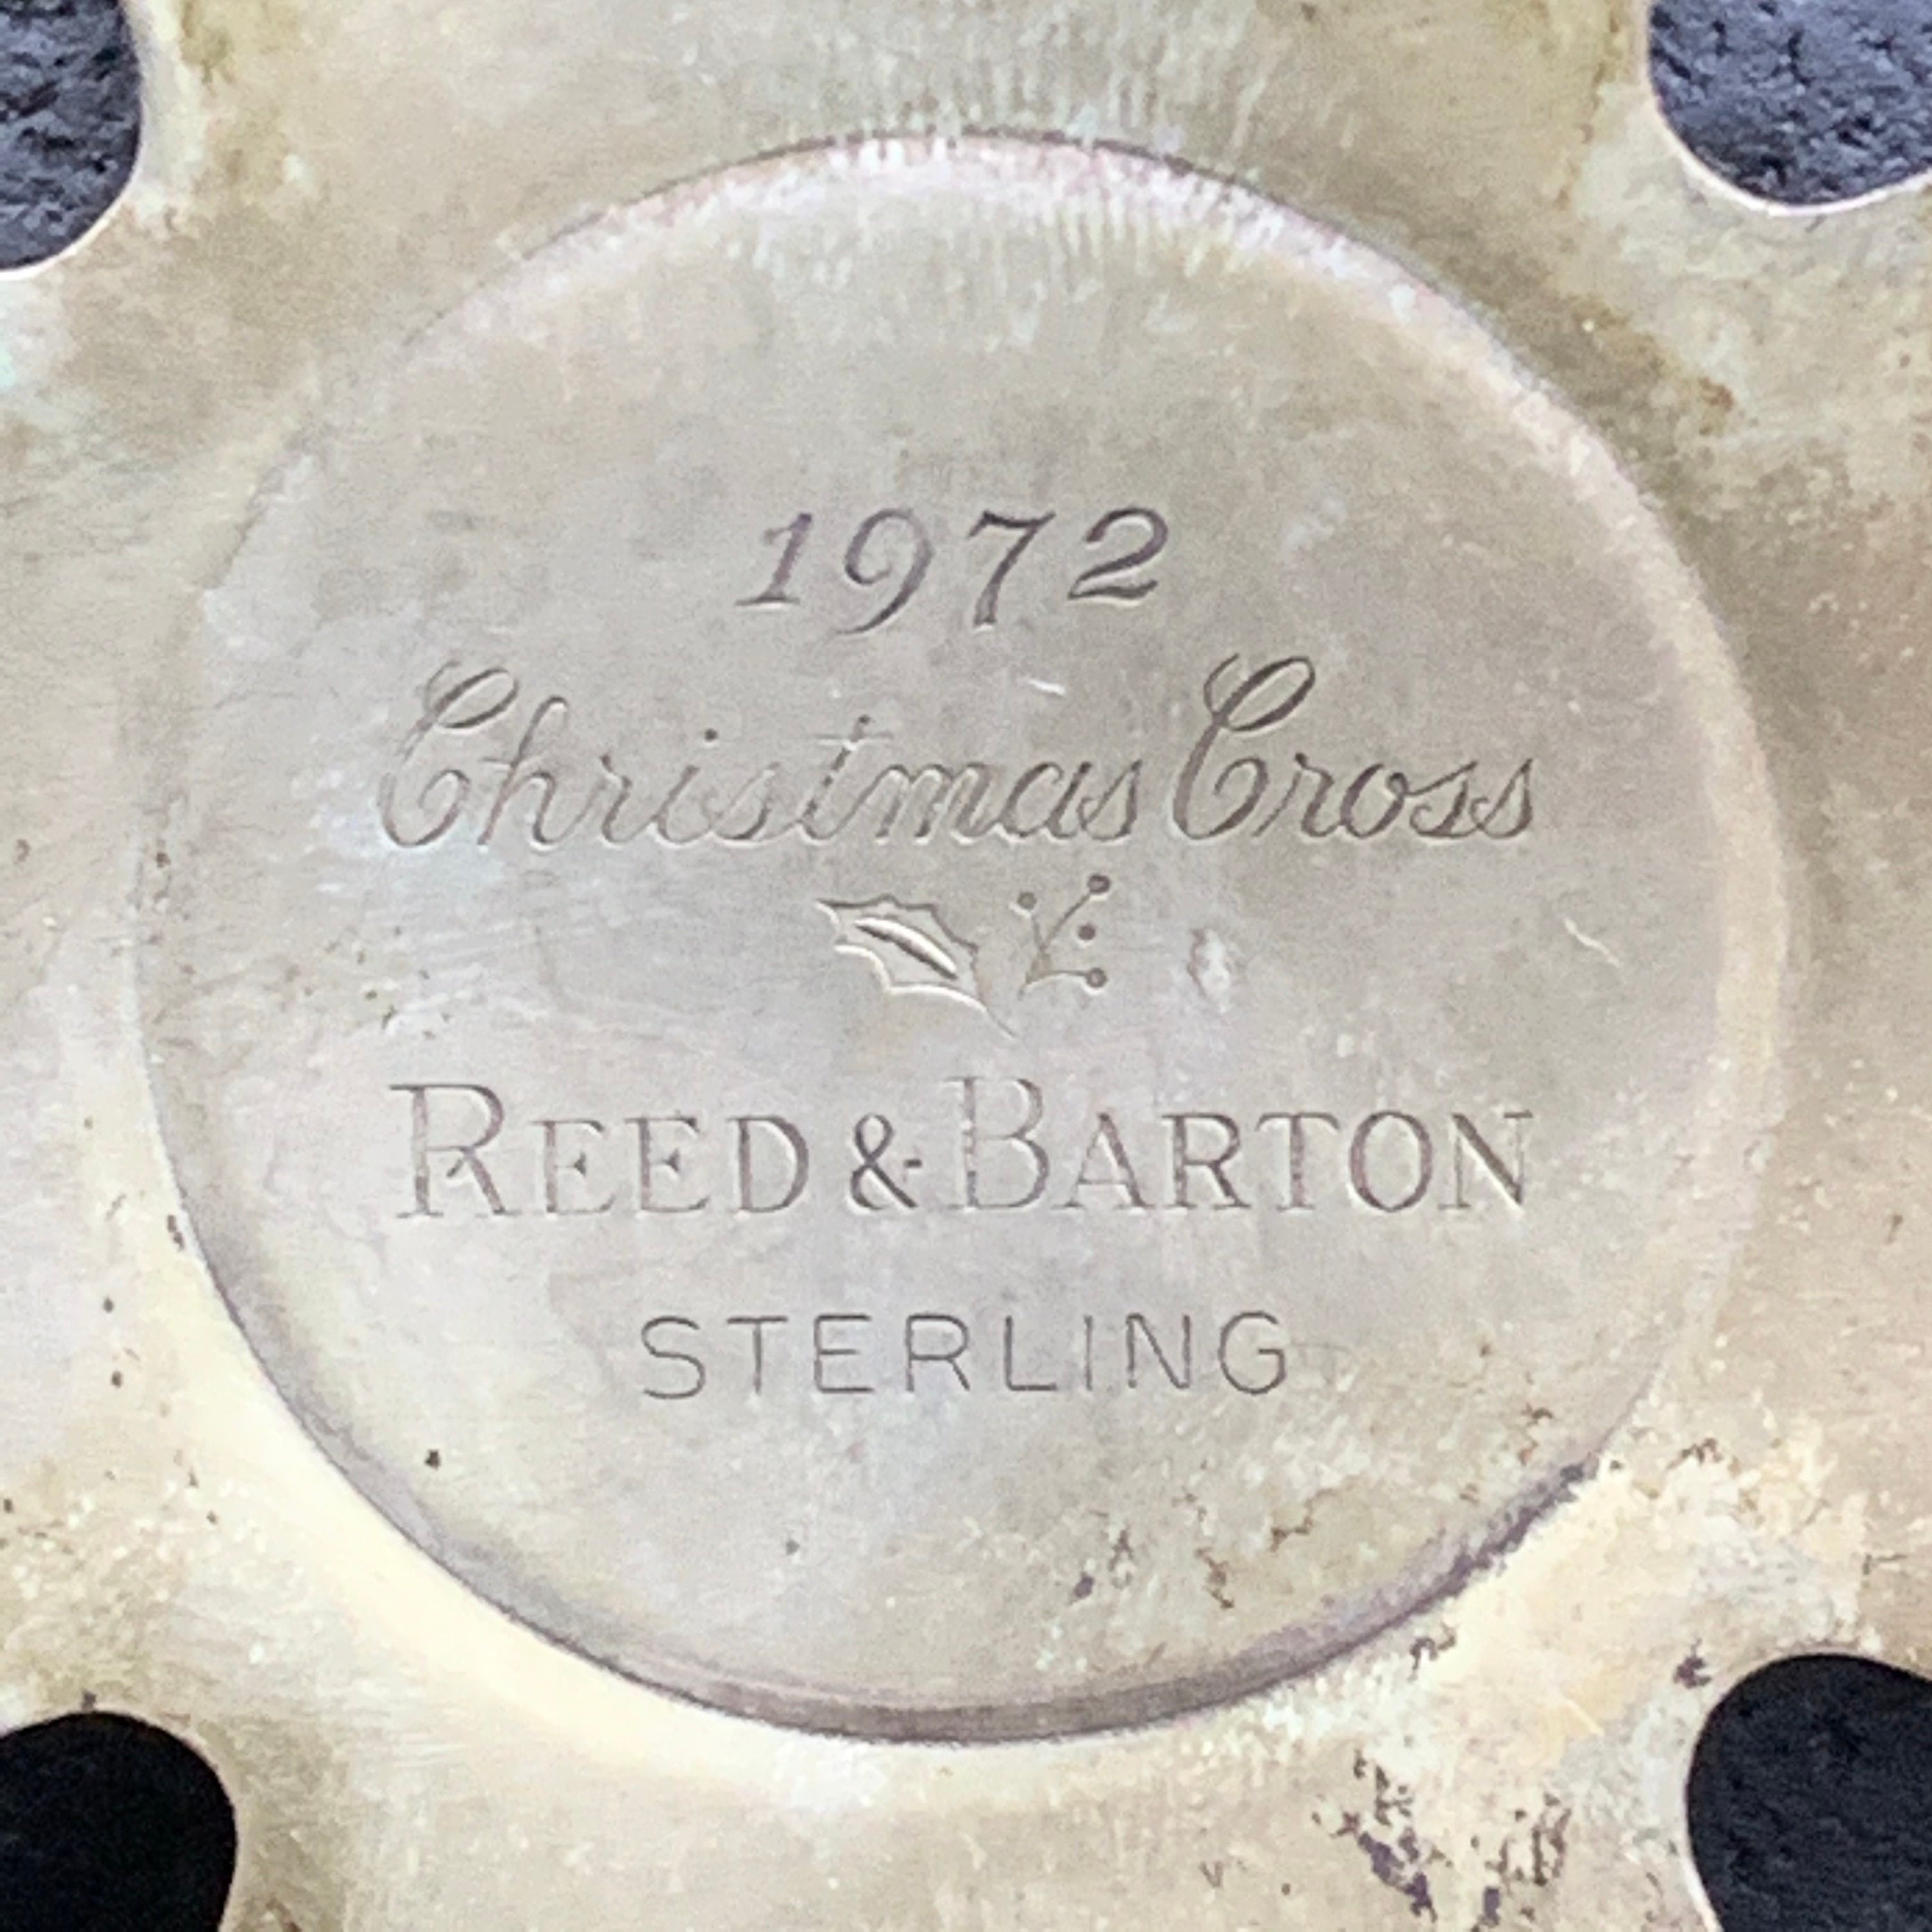 1972
Christmas Cross
REED & BARTON
STERLING